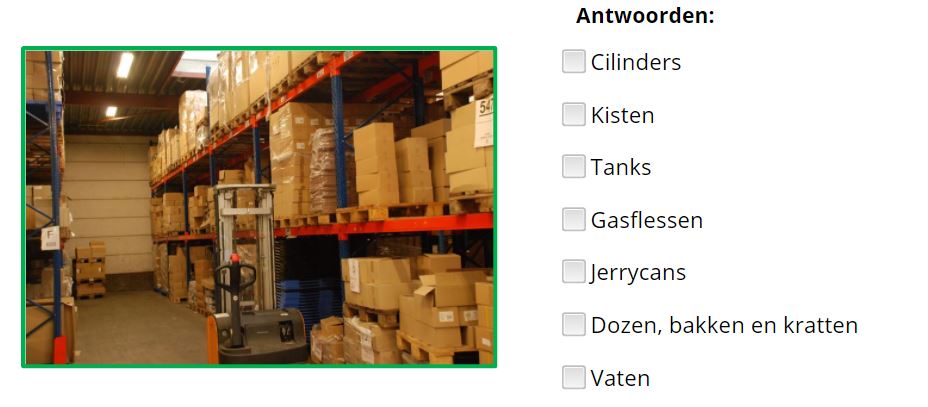 Antwoorden:
Cilinders
Kisten
Tanks
Gasflessen
Jerrycans
Dozen, bakken en kratten
Vaten
F